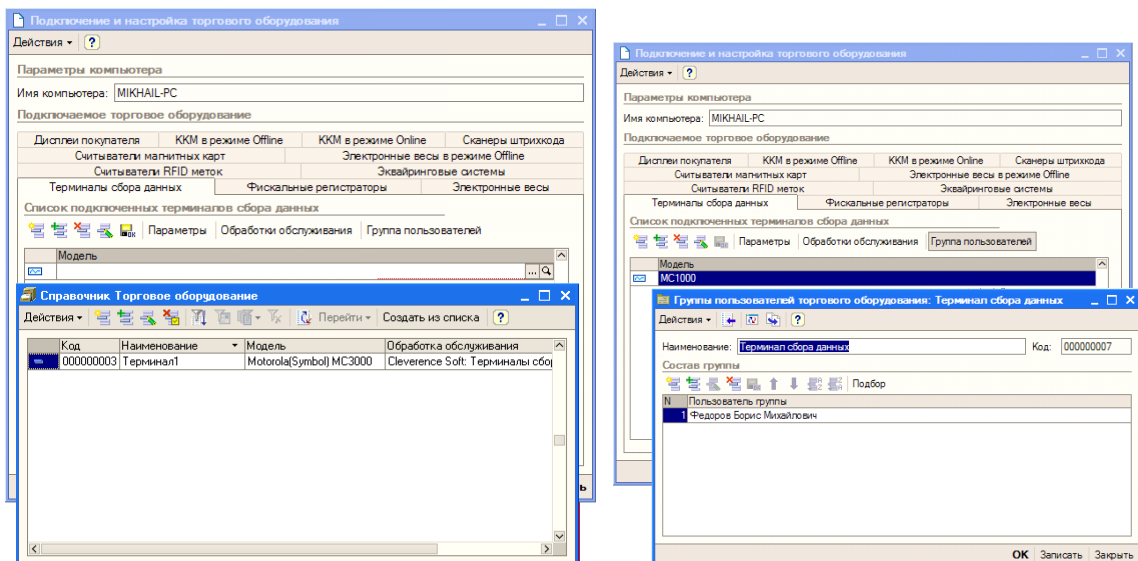 Подключение и настройка торгового оборудования
Действия
Параметры компьютера
Имя компьютера: MIKHAIL-PC
Подключаемое торговое оборудование
Дисплеи покупателя ККМ в режиме Offline ККМ в режиме Online Сканеры штрихкода
Считыватели магнитных карт Электронные весы в режиме Offline
Считыватели RFID меток Эквайринговые системы
Терминалы сбора данных Фискальные регистраторы Электронные весы
Список подключенных терминалов сбора данных
Параметры Обработки обслуживания Группа пользователей
Модель
Справочник Торговое оборудование
Действия Перейти Создать из списка
Код Наименование Модель Обработка обслуживания
000000003 Терминал1 Motorola(Symbol) MC3000 Cleverence Soft: Терминалы сбор
Подключение и настройка торгового оборудования
Действия
Параметры компьютера
Имя компьютера: MIKHAIL-PC
Подключаемое торговое оборудование
Дисплеи покупателя ККМ в режиме Offline ККМ в режиме Online Сканеры штрихкода
Считыватели магнитных карт Электронные весы в режиме Offline
Считыватели RFID меток Эквайринговые системы
Терминалы сбора данных Фискальные регистраторы Электронные весы
Список подключенных терминалов сбора данных
Параметры Обработки обслуживания Группа пользователей
Модель
MC1000
Группы пользователей торгового оборудования: Терминал сбора данных
Действия
Наименование: Терминал сбора данных Код: 000000007
Состав группы
Подбор
N Пользователь группы
1 Федоров Борис Михайлович
OK Записать Закрыть